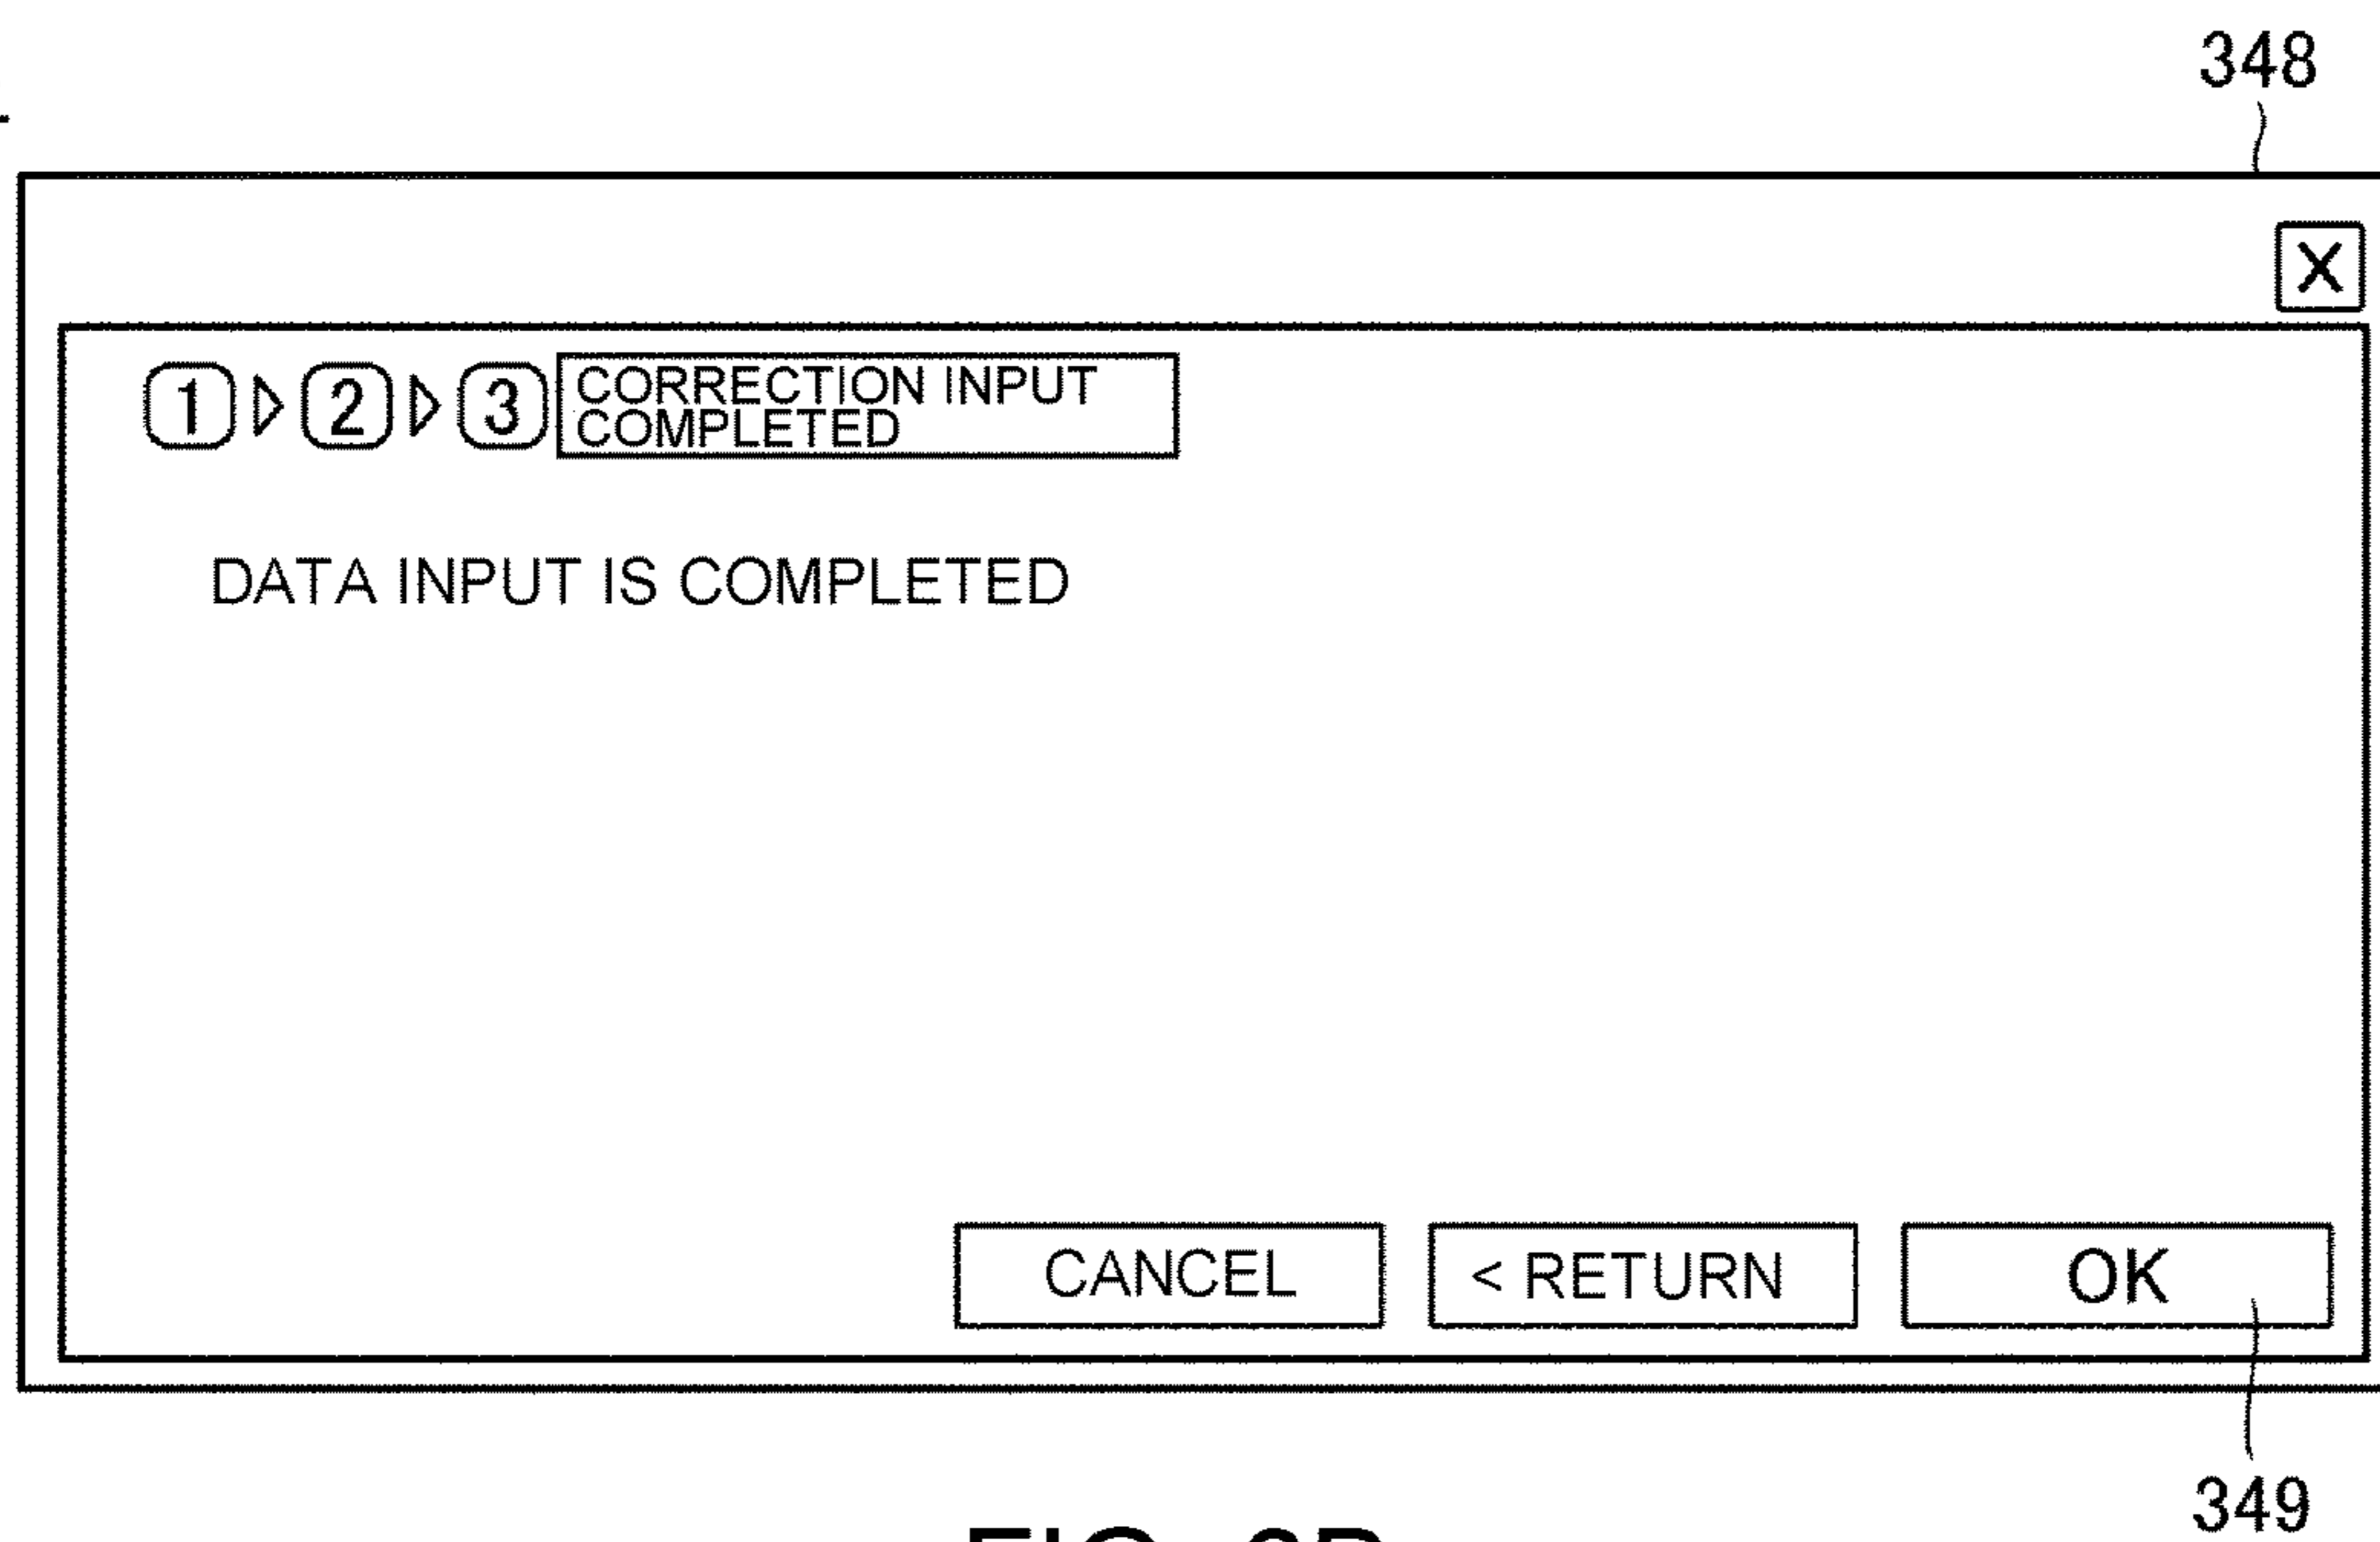 348
X
1 2 3 CORRECTION INPUT
COMPLETED
DATA INPUT IS COMPLETED
CANCEL < RETURN OK
349